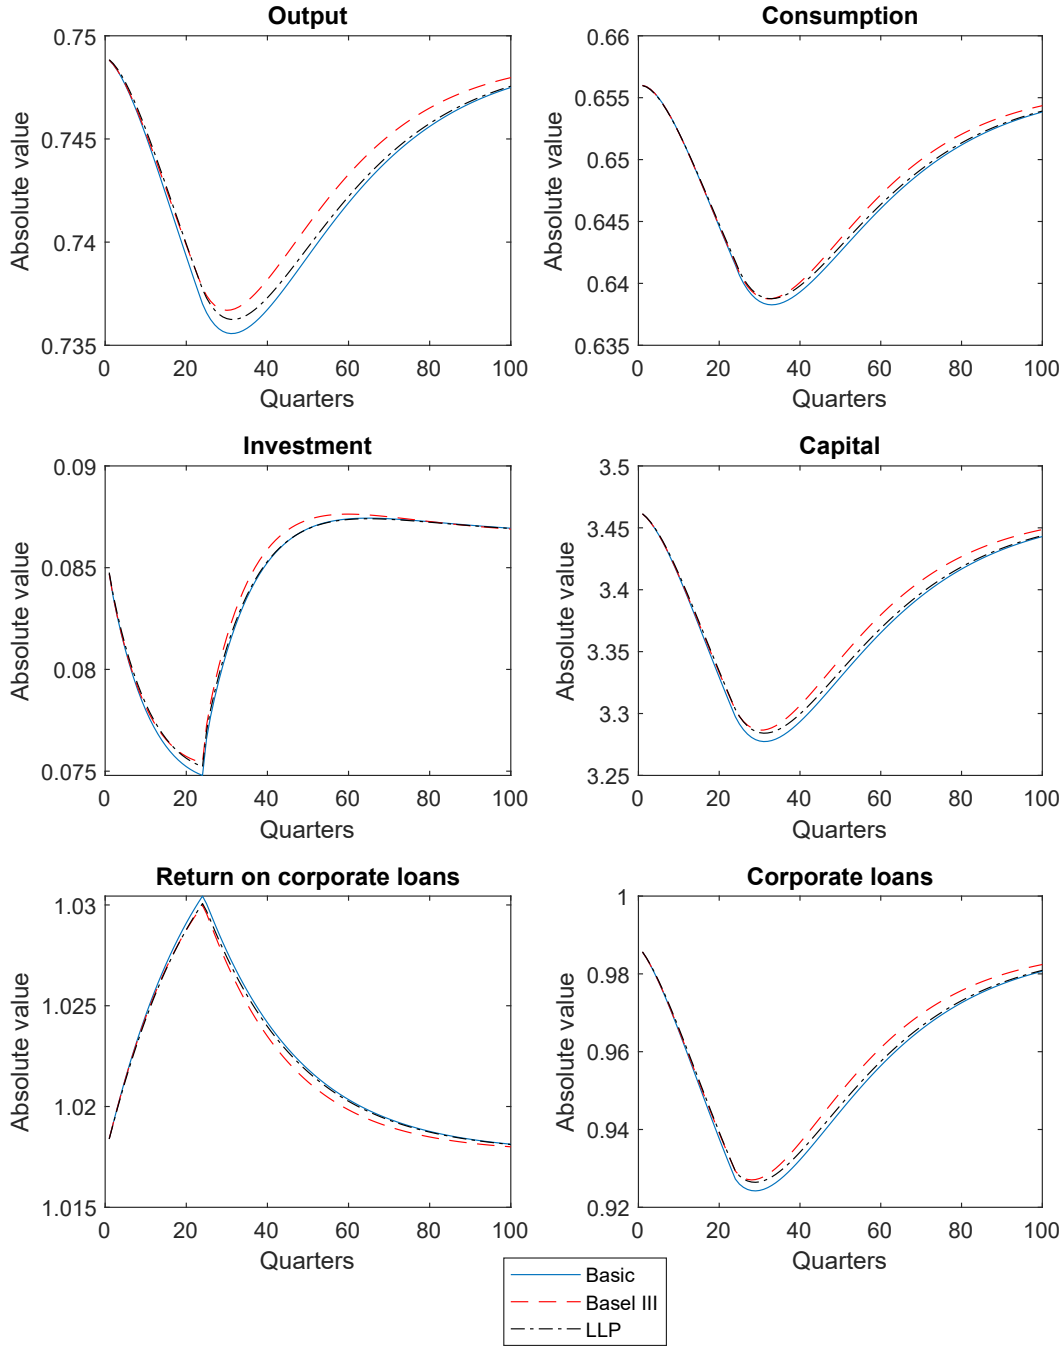 Output
Absolute value
0.75
0.745
0.74
0.735
0 20 40 60 80 100
Quarters
Consumption
Absolute value
0.66
0.655
0.65
0.645
0.64
0.635
0 20 40 60 80 100
Quarters
Investment
Absolute value
0.09
0.085
0.08
0.075
0 20 40 60 80 100
Quarters
Capital
Absolute value
3.5
3.45
3.4
3.35
3.3
3.25
0 20 40 60 80 100
Quarters
Return on corporate loans
Absolute value
1.03
1.025
1.02
1.015
0 20 40 60 80 100
Quarters
Corporate loans
Absolute value
1
0.98
0.96
0.94
0.92
0 20 40 60 80 100
Quarters
Basic
Basel III
LLP